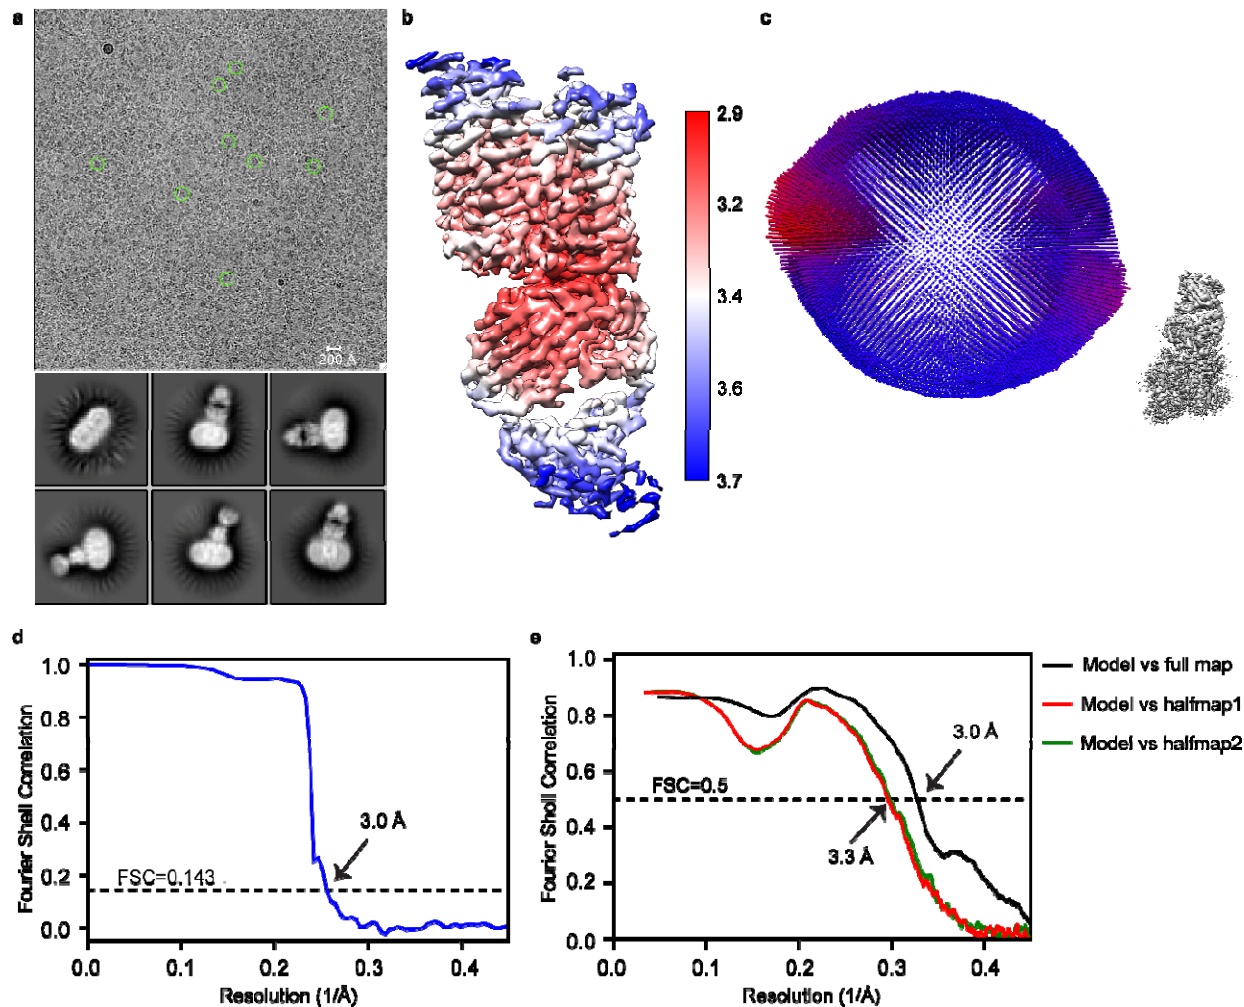 a
b
c
200 Å
2.9
3.2
3.4
3.6
3.7
d
1.0
0.8
0.6
0.4
0.2
0.0
Fourier Shell Correlation
FSC=0.143
3.0 Å
0.0 0.1 0.2 0.3 0.4
Resolution (1/Å)
e
1.0
0.8
0.6
0.4
0.2
0.0
Fourier Shell Correlation
FSC=0.5
3.0 Å
3.3 Å
0.0 0.1 0.2 0.3 0.4
Resolution (1/Å)
Model vs full map
Model vs halfmap1
Model vs halfmap2